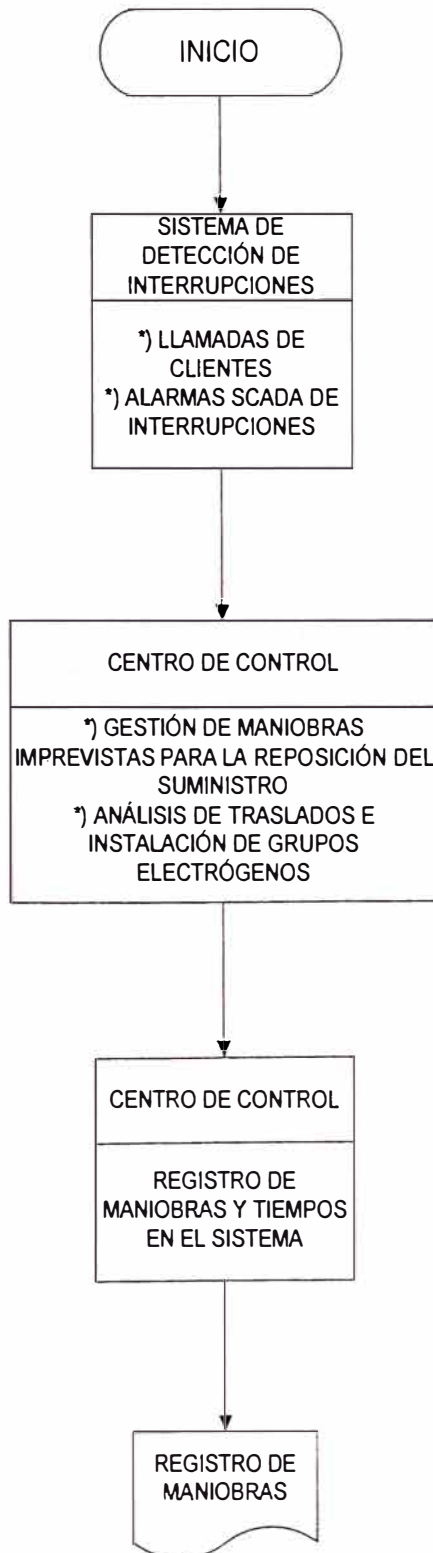 INICIO
SISTEMA DE
DETECCIÓN DE
INTERRUPCIONES
*) LLAMADAS DE
CLIENTES
*) ALARMAS SCADA DE
INTERRUPCIONES
CENTRO DE CONTROL
*) GESTIÓN DE MANIOBRAS
IMPREVISTAS PARA LA REPOSICIÓN DEL
SUMINISTRO
*) ANÁLISIS DE TRASLADOS E
INSTALACIÓN DE GRUPOS
ELECTRÓGENOS
CENTRO DE CONTROL
REGISTRO DE
MANIOBRAS Y TIEMPOS
EN EL SISTEMA
REGISTRO DE
MANIOBRAS